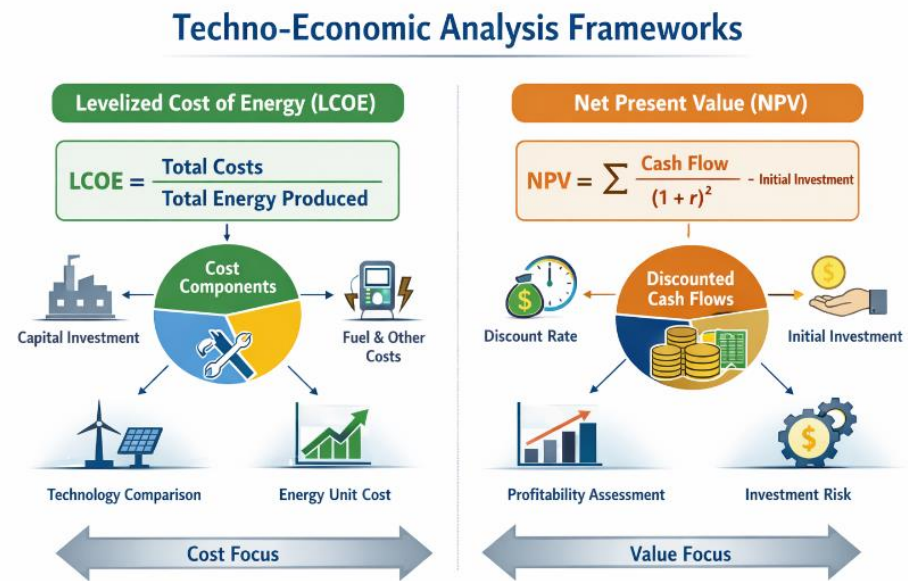 Techno-Economic Analysis Frameworks
Levelized Cost of Energy (LCOE)
LCOE = Total Costs
Total Energy Produced
Cost
Components
Capital Investment
Fuel & Other
Costs
Technology Comparison
Energy Unit Cost
Cost Focus
Net Present Value (NPV)
NPV = ∑ Cash Flow - Initial Investment
(1 + r)²
Discounted
Cash Flows
$
Discount Rate
$
Initial Investment
Profitability Assessment
$
Investment Risk
Value Focus